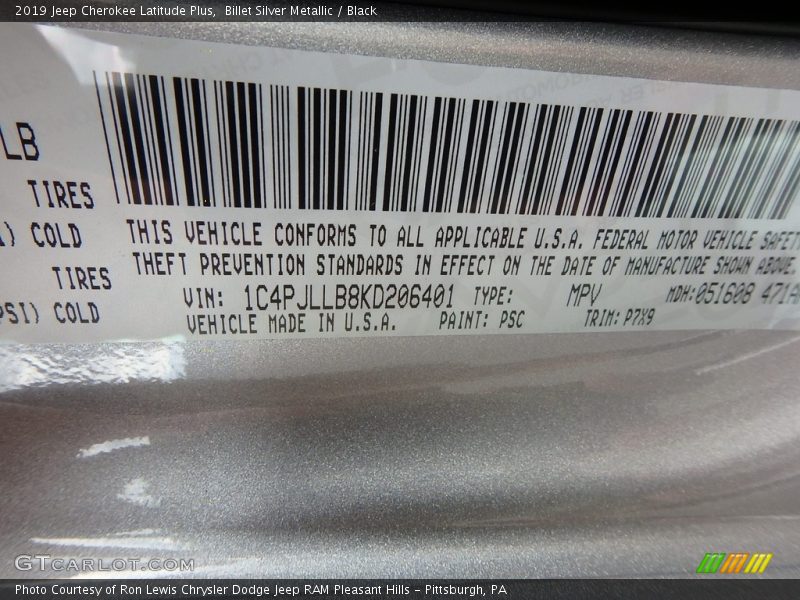 2019 Jeep Cherokee Latitude Plus,  Billet Silver Metallic / Black
LB
TIRES
COLD
THIS VEHICLE CONFORMS TO ALL APPLICABLE U.S.A. FEDERAL MOTOR VEHICLE SAFET
THEFT PREVENTION STANDARDS IN EFFECT ON THE DATE OF MANUFACTURE SHOWN ABOVE.
TIRES
PSI) COLD
VIN: 1C4PJLLB8KD206401 TYPE: MPV MDH:051608 471A
VEHICLE MADE IN U.S.A. PAINT: PSC TRIM: P7X9
GTCARLOT.COM
Photo Courtesy of Ron Lewis Chrysler Dodge Jeep RAM Pleasant Hills - Pittsburgh, PA